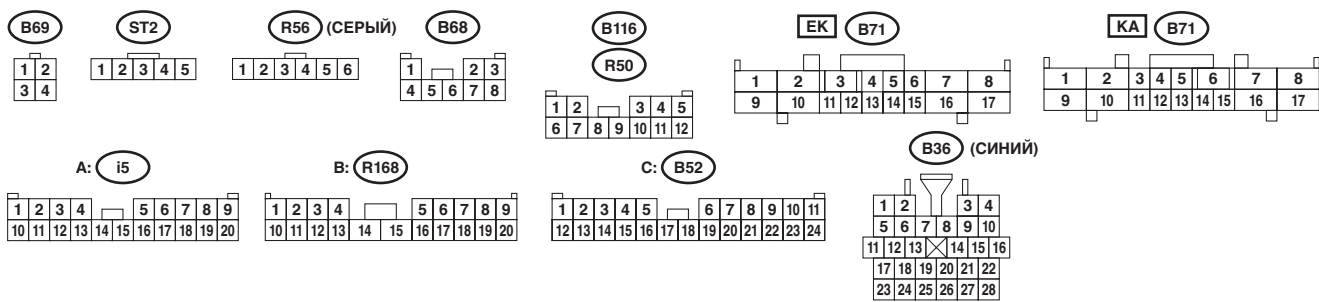 B69
1 2
3 4
ST2
1 2 3 4 5
R56 (СЕРЫЙ)
1 2 3 4 5 6
B68
1 2 3
4 5 6 7 8
B116
R50
1 2 3 4 5
6 7 8 9 10 11 12
EK B71
1 2 3 4 5 6 7 8
9 10 11 12 13 14 15 16 17
KA B71
1 2 3 4 5 6 7 8
9 10 11 12 13 14 15 16 17
A: i5
1 2 3 4 5 6 7 8 9
10 11 12 13 14 15 16 17 18 19 20
B: R168
1 2 3 4 5 6 7 8 9
10 11 12 13 14 15 16 17 18 19 20
C: B52
1 2 3 4 5 6 7 8 9 10 11
12 13 14 15 16 17 18 19 20 21 22 23 24
B36 (СИНИЙ)
1 2 3 4
5 6 7 8 9 10
11 12 13 14 15 16
17 18 19 20 21 22
23 24 25 26 27 28